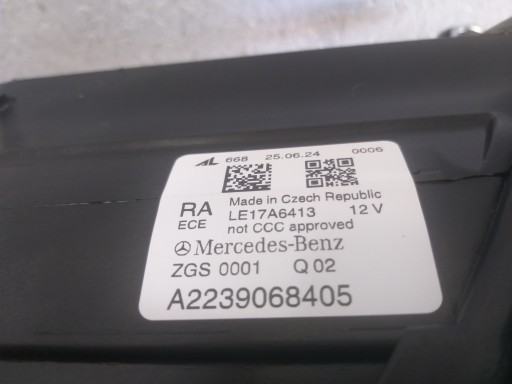 AL 668 25.06.24 0006
RA Made in Czech Republic
ECE LE17A6413 12 V
not CCC approved
Mercedes-Benz
ZGS 0001 Q 02
A2239068405